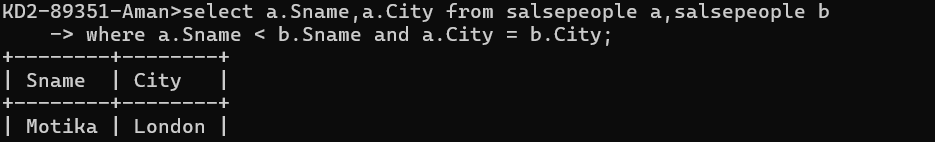 KD2-89351-Aman>select a.Sname,a.City from salsepeople a,salsepeople b
    -> where a.Sname < b.Sname and a.City = b.City;
+--------+--------+
| Sname  | City   |
+--------+--------+
| Motika | London |